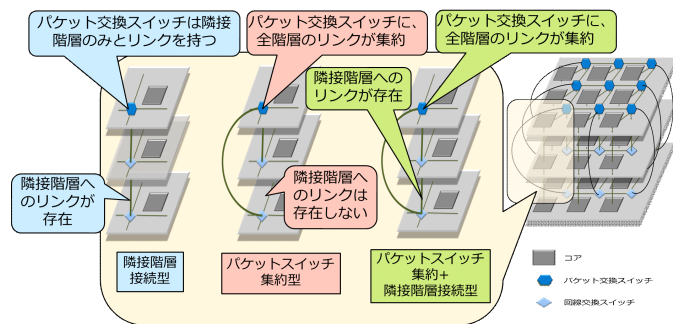 パケット交換スイッチは隣接
階層のみとリンクを持つ
パケット交換スイッチに、
全階層のリンクが集約
パケット交換スイッチに、
全階層のリンクが集約
隣接階層への
リンクが存在
隣接階層へ
のリンクが
存在
隣接階層へ
のリンクは
存在しない
隣接階層
接続型
パケットスイッチ
集約型
パケットスイッチ
集約+
隣接階層接続型
コア
パケット交換スイッチ
回線交換スイッチ